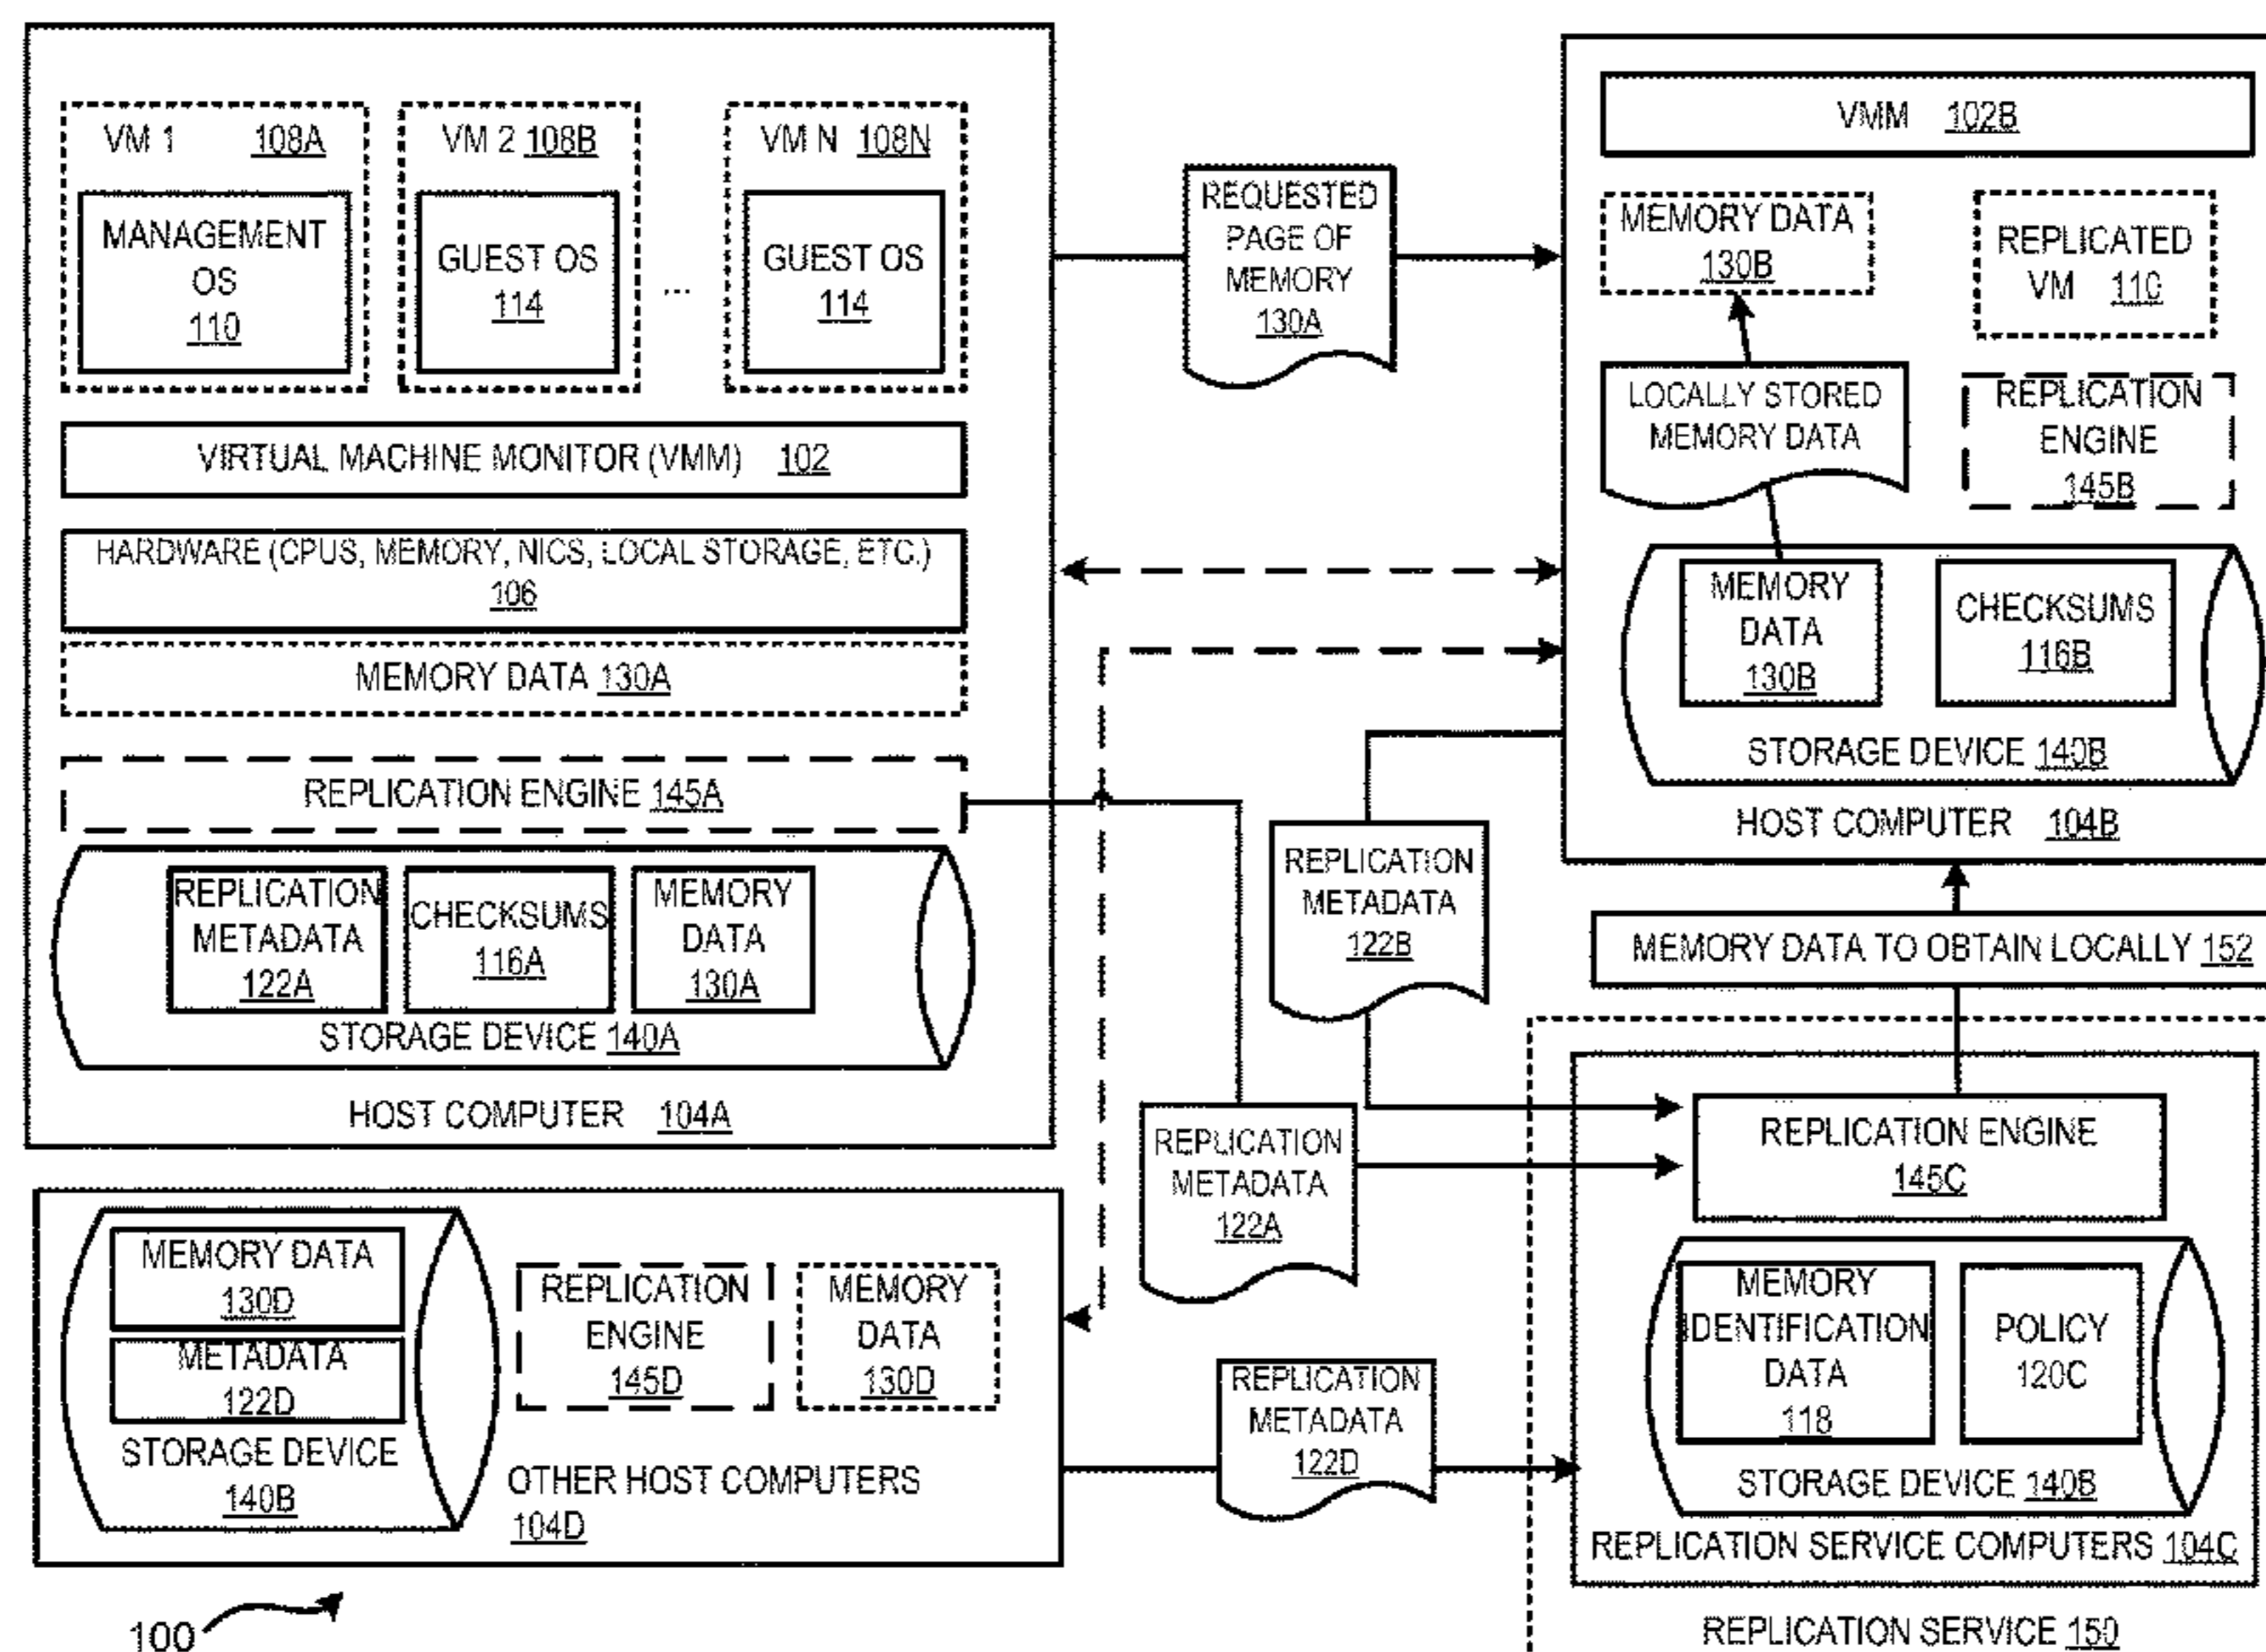 VM 1 108A
MANAGEMENT
OS
110
VM 2 108B
GUEST OS
114
...
VM N 108N
GUEST OS
114
VIRTUAL MACHINE MONITOR (VMM) 102
HARDWARE (CPUS, MEMORY, NICS, LOCAL STORAGE, ETC.)
106
MEMORY DATA 130A
REPLICATION ENGINE 145A
REPLICATION
METADATA
122A
CHECKSUMS
116A
MEMORY
DATA
130A
STORAGE DEVICE 140A
HOST COMPUTER 104A
REQUESTED
PAGE OF
MEMORY
130A
VMM 102B
MEMORY DATA
130B
REPLICATED
VM 110
LOCALLY STORED
MEMORY DATA
REPLICATION
ENGINE
145B
MEMORY
DATA
130B
CHECKSUMS
116B
STORAGE DEVICE 140B
HOST COMPUTER 104B
REPLICATION
METADATA
122B
MEMORY DATA TO OBTAIN LOCALLY 152
REPLICATION
METADATA
122A
REPLICATION ENGINE
145C
MEMORY
IDENTIFICATION
DATA
118
POLICY
120C
STORAGE DEVICE 140B
REPLICATION SERVICE COMPUTERS 104C
REPLICATION SERVICE 150
MEMORY DATA
130D
METADATA
122D
STORAGE DEVICE
140B
REPLICATION
ENGINE
145D
MEMORY
DATA
130D
OTHER HOST COMPUTERS
104D
REPLICATION
METADATA
122D
100